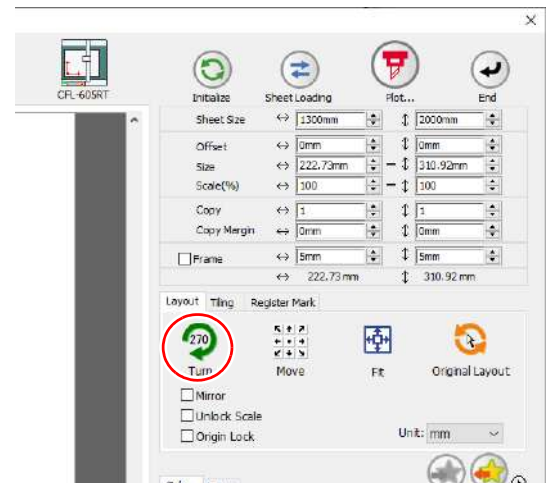 CFL-605RT
Initialize Sheet Loading Plot... End
Sheet Size 1300mm 2000mm
Offset 0mm 0mm
Size 222.73mm 310.92mm
Scale(%) 100 100
Copy 1 1
Copy Margin 0mm 0mm
Frame 5mm 5mm
222.73 mm 310.92 mm
Layout Tiling Register Mark
270
Turn Move Fit Original Layout
Mirror
Unlock Scale
Origin Lock Unit: mm